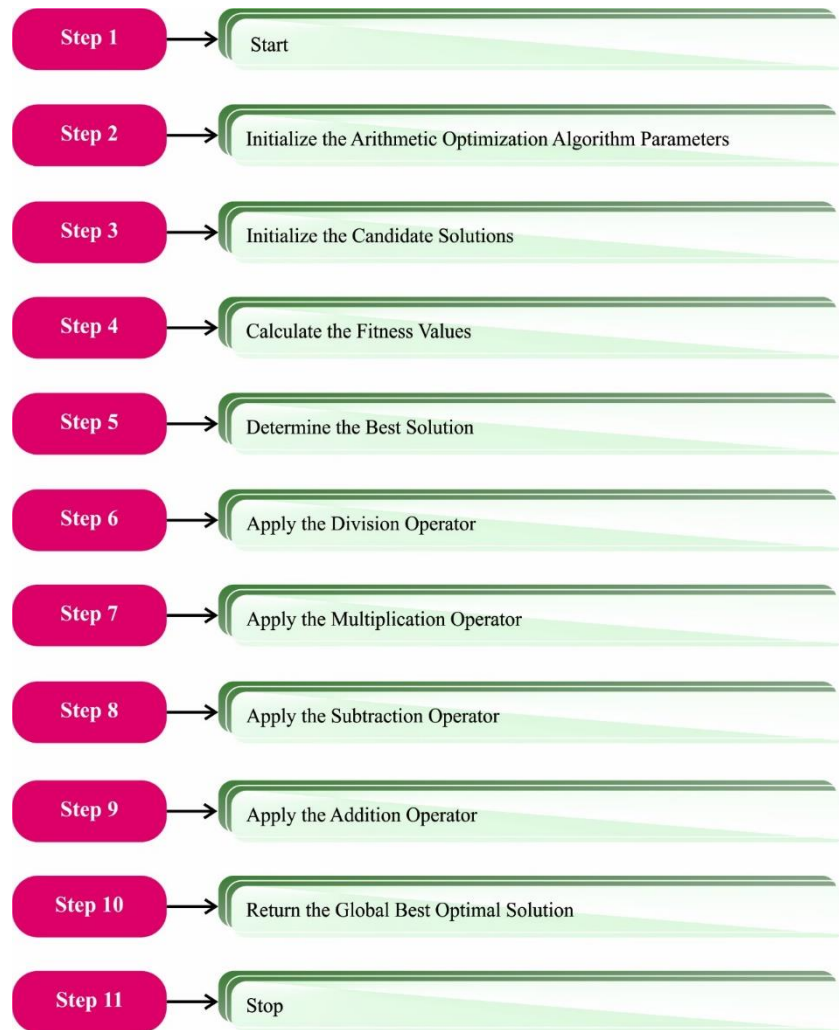 Step 1
Start
Step 2
Initialize the Arithmetic Optimization Algorithm Parameters
Step 3
Initialize the Candidate Solutions
Step 4
Calculate the Fitness Values
Step 5
Determine the Best Solution
Step 6
Apply the Division Operator
Step 7
Apply the Multiplication Operator
Step 8
Apply the Subtraction Operator
Step 9
Apply the Addition Operator
Step 10
Return the Global Best Optimal Solution
Step 11
Stop